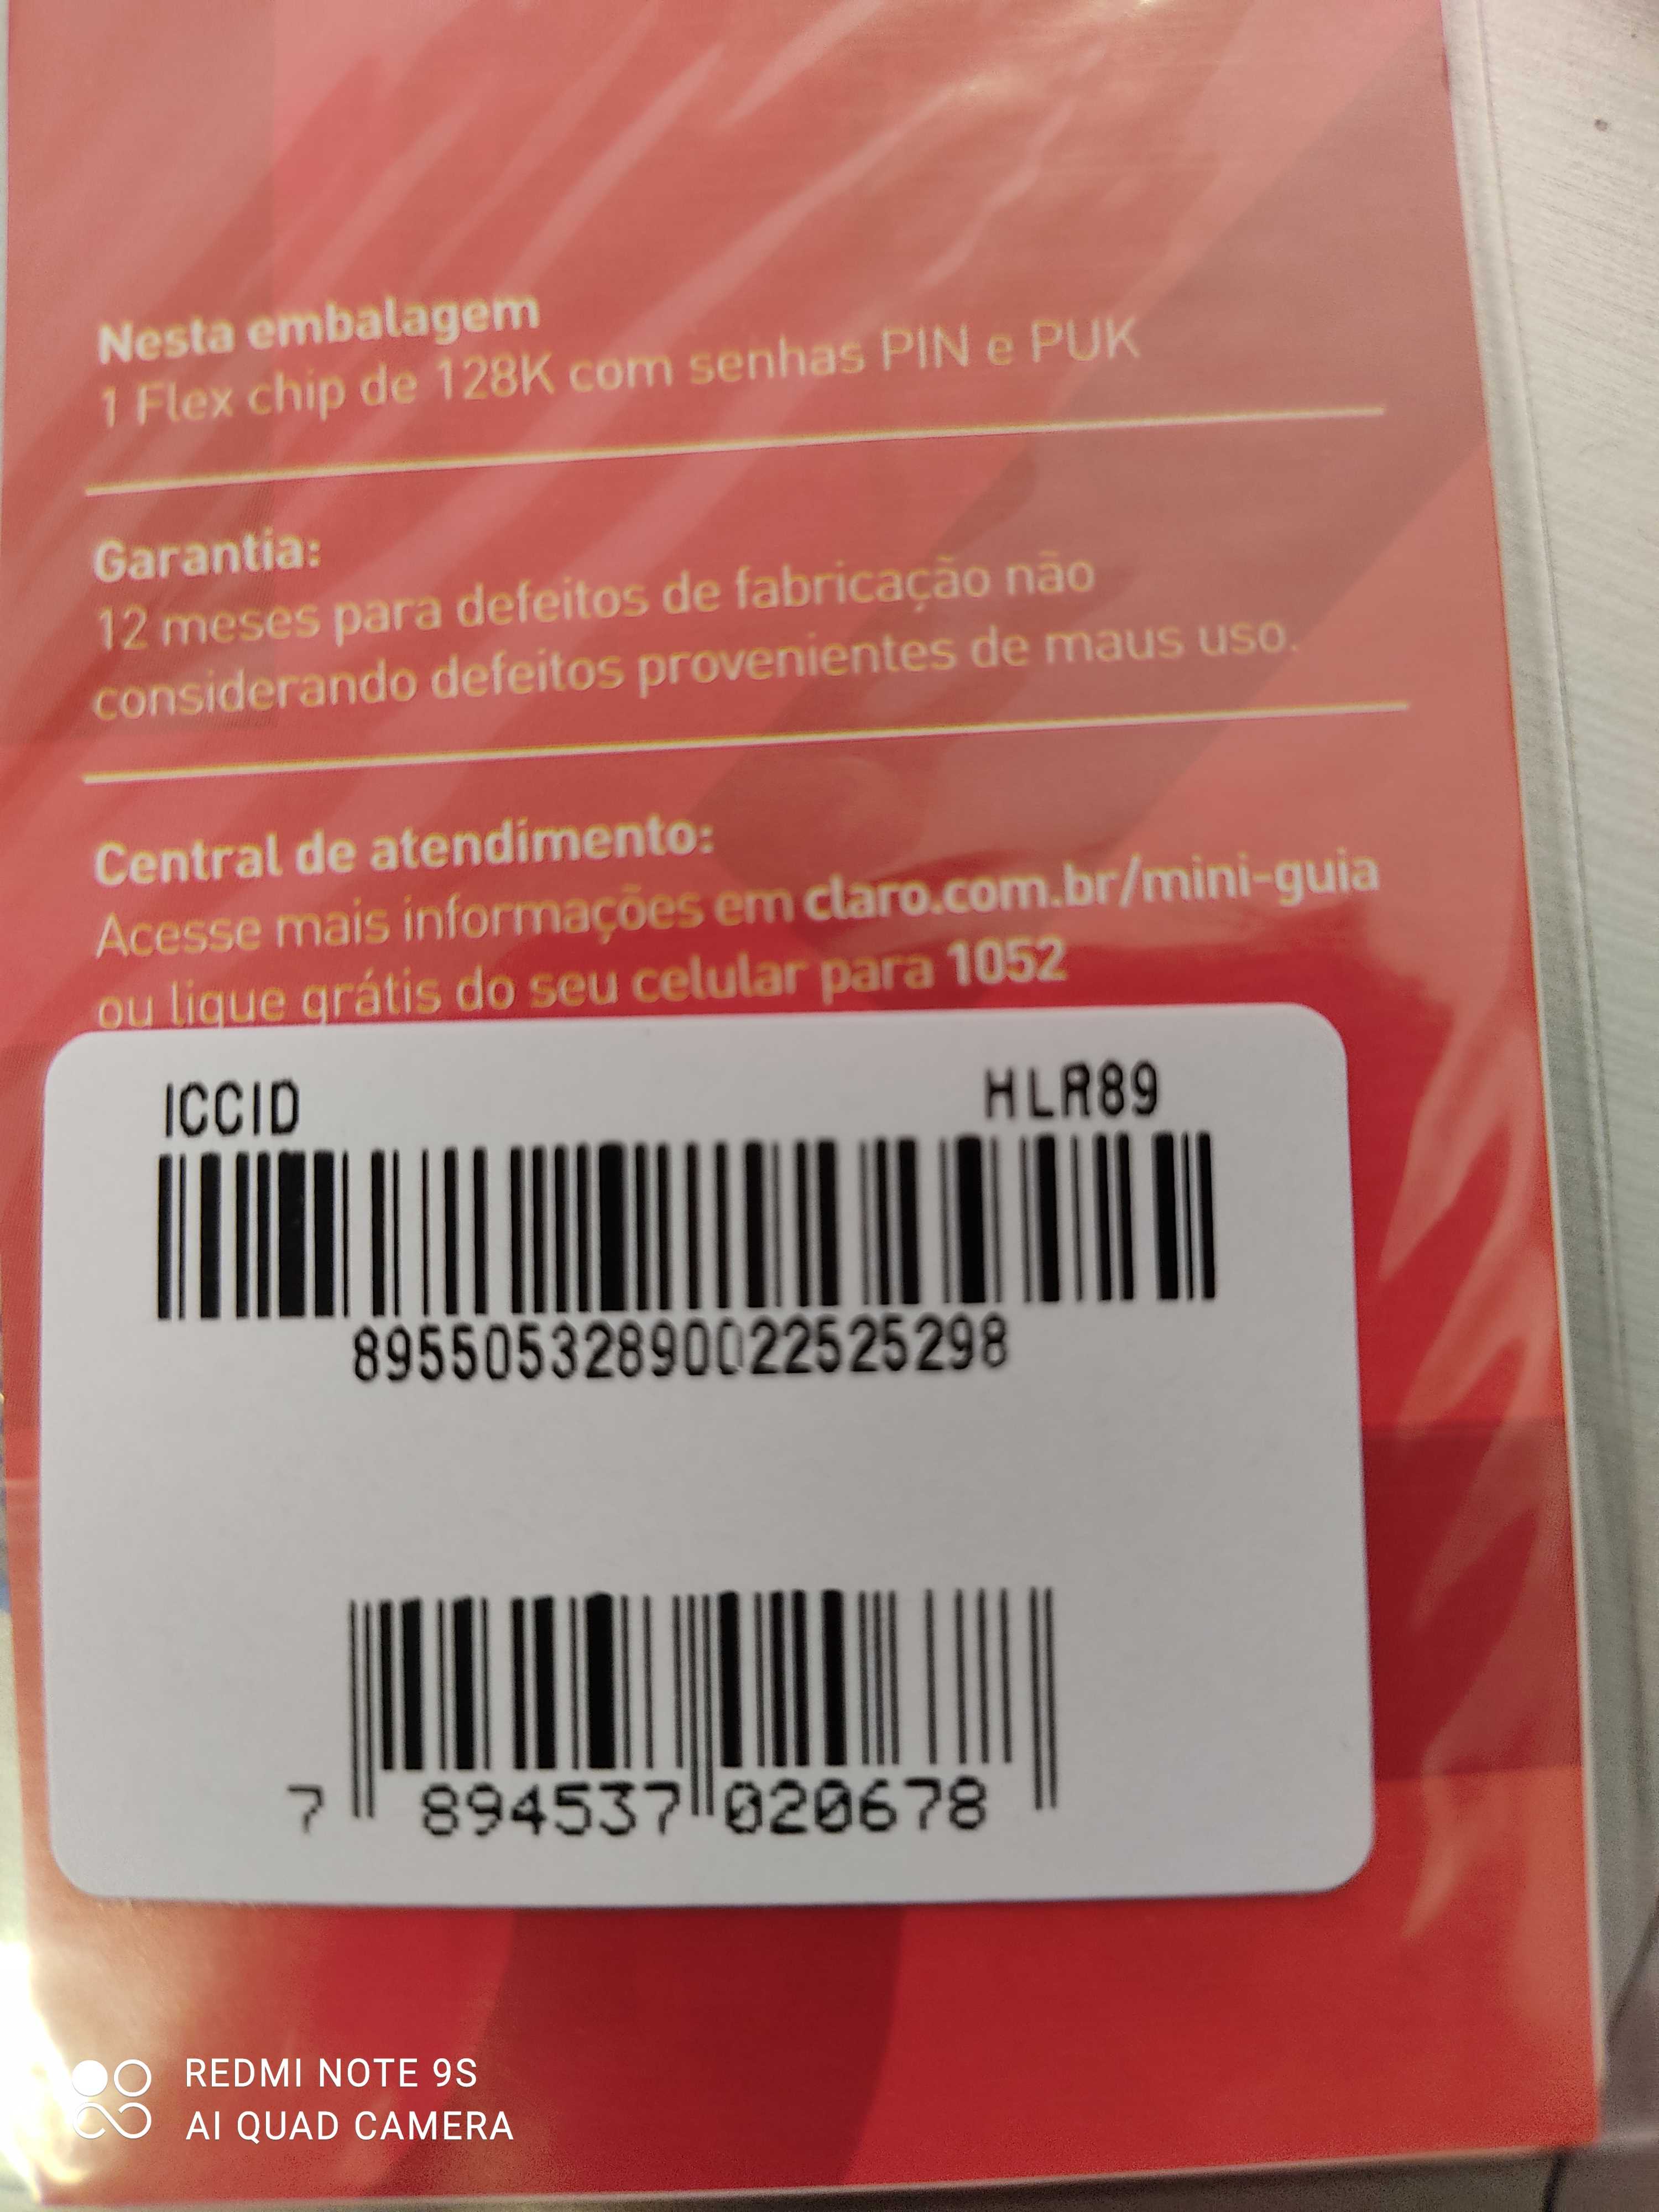 Nesta embalagem
1 Flex chip de 128K com senhas PIN e PUK
Garantia:
12 meses para defeitos de fabricação não
considerando defeitos provenientes de maus uso.
Central de atendimento:
Acesse mais informações em claro.com.br/mini-guia
ou ligue grátis do seu celular para 1052
ICCID HLR89
89550532890022525298
7 894537 020678
REDMI NOTE 9S
AI QUAD CAMERA